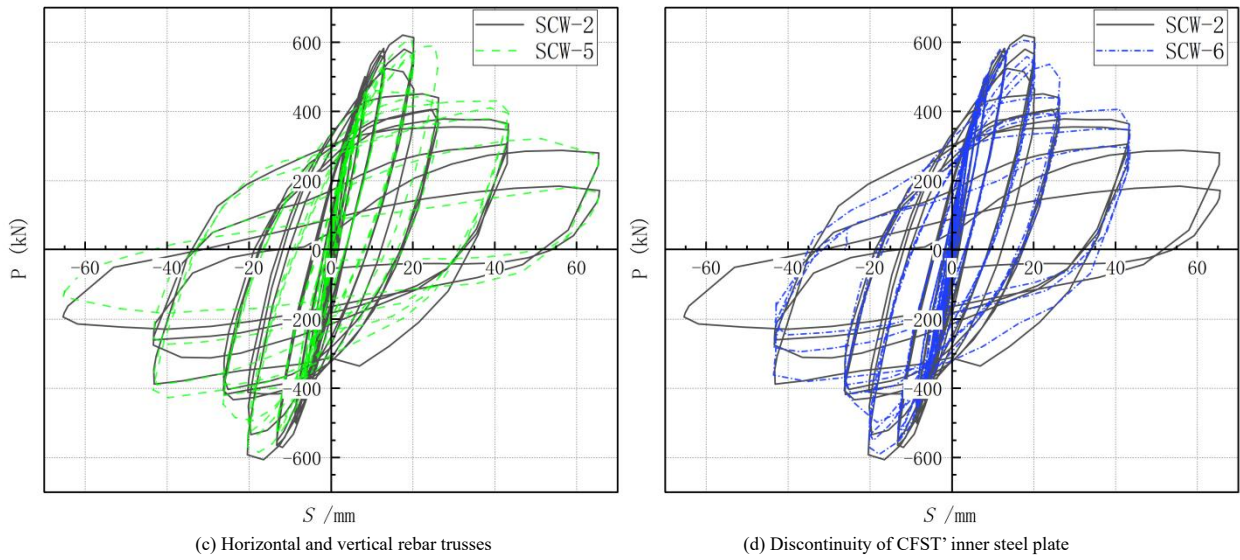 SCW-2
SCW-5
600
400
200
0
-200
-400
-600
-60
-40
-20
0
20
40
60
P (kN)
S /mm
(c) Horizontal and vertical rebar trusses
SCW-2
SCW-6
600
400
200
0
-200
-400
-600
-60
-40
-20
0
20
40
60
P (kN)
S /mm
(d) Discontinuity of CFST' inner steel plate